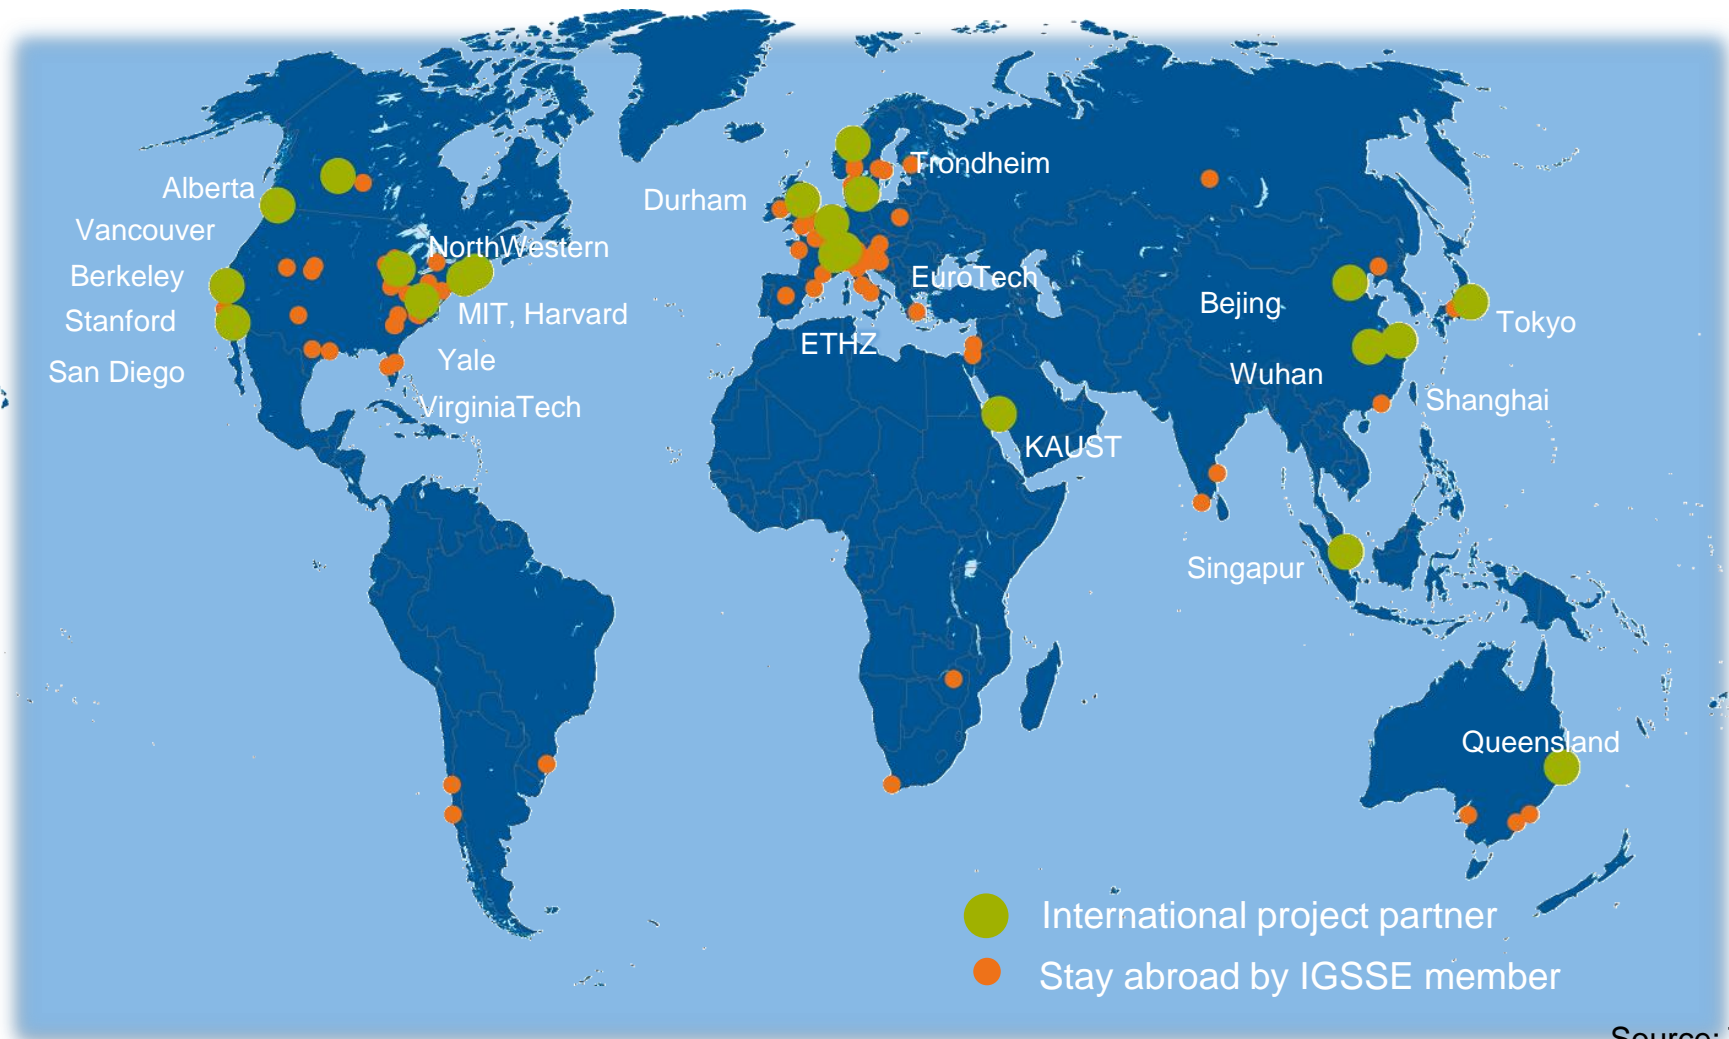 Trondheim
Alberta
Durham
Vancouver
NorthWestern
Berkeley
EuroTech
Bejing
Stanford
MIT, Harvard
Tokyo
ETHZ
San Diego
Yale
Wuhan
VirginiaTech
Shanghai
KAUST
Singapur
Queensland
International project partner
Stay abroad by IGSSE member
Source: